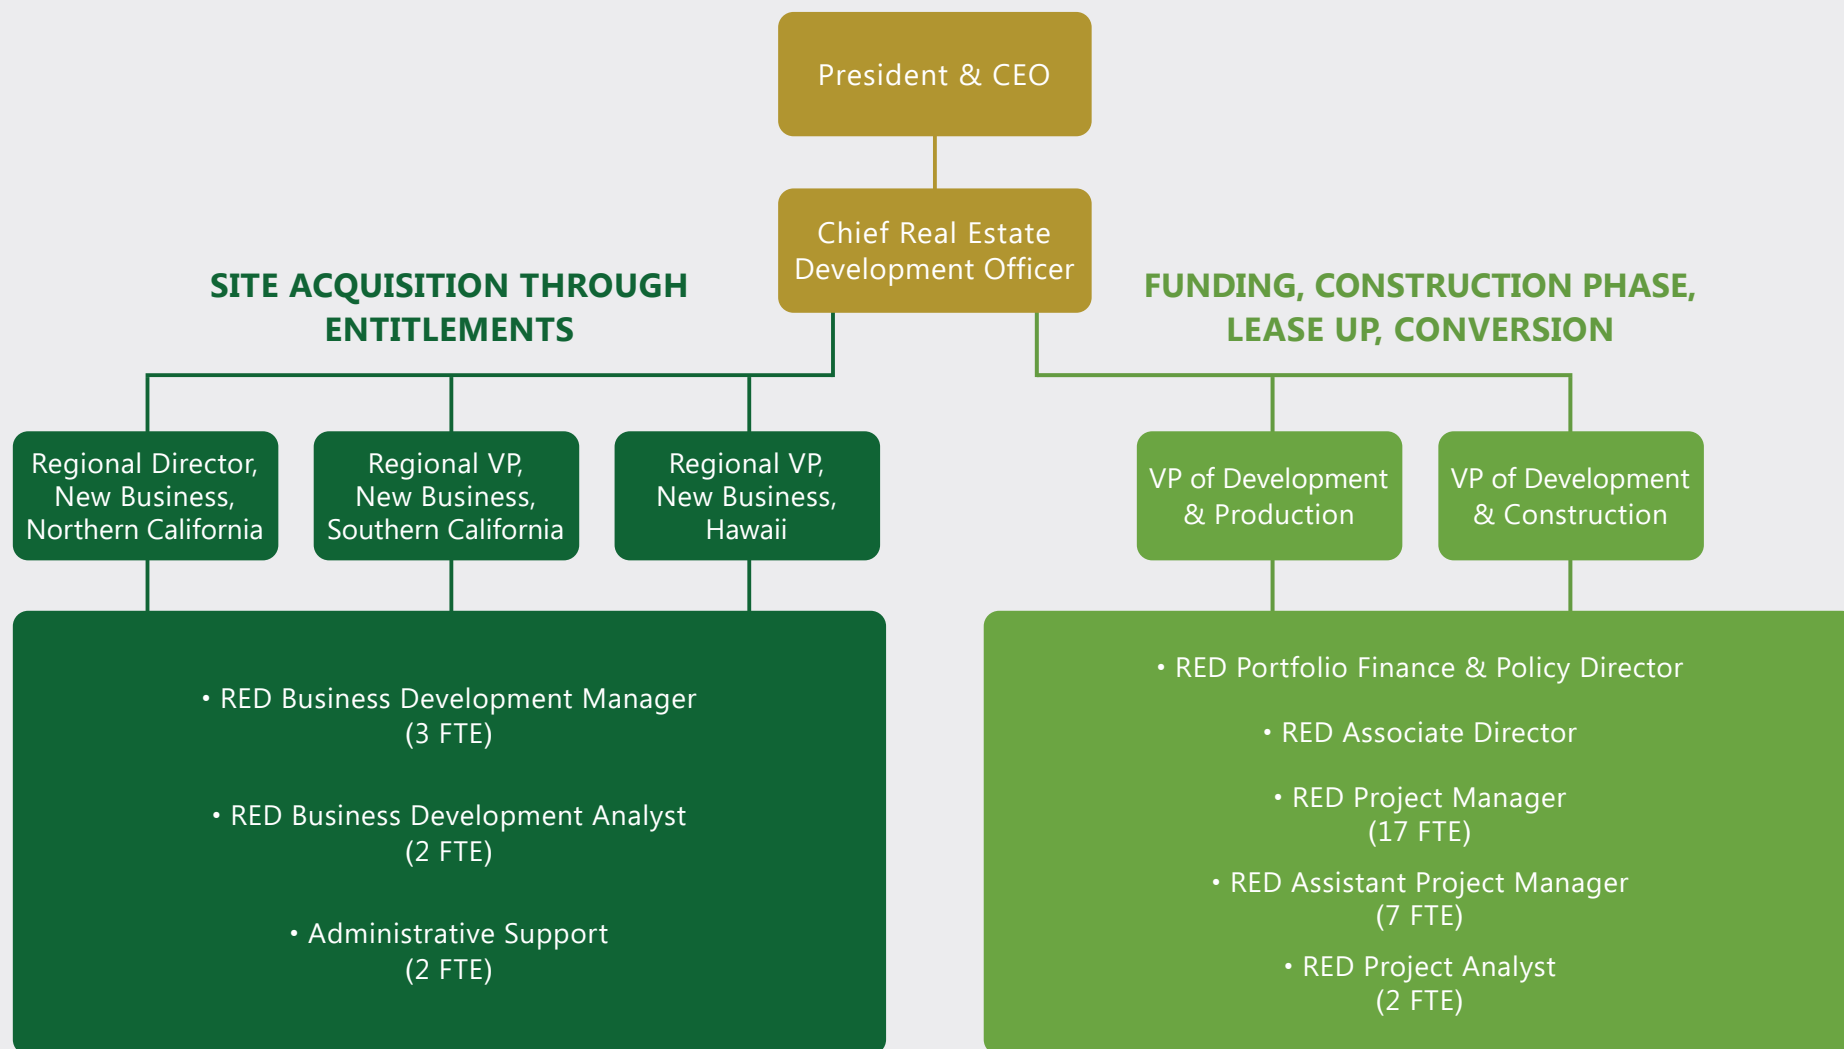 President & CEO
Chief Real Estate
Development Officer
SITE ACQUISITION THROUGH
ENTITLEMENTS
FUNDING, CONSTRUCTION PHASE,
LEASE UP, CONVERSION
Regional Director,
New Business,
Northern California
Regional VP,
New Business,
Southern California
Regional VP,
New Business,
Hawaii
VP of Development
& Production
VP of Development
& Construction
• RED Business Development Manager
(3 FTE)
• RED Business Development Analyst
(2 FTE)
• Administrative Support
(2 FTE)
• RED Portfolio Finance & Policy Director
• RED Associate Director
• RED Project Manager
(17 FTE)
• RED Assistant Project Manager
(7 FTE)
• RED Project Analyst
(2 FTE)